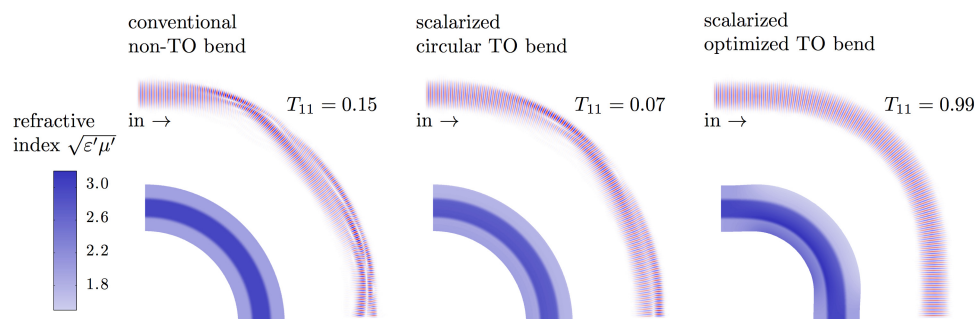 conventional
non-TO bend
scalarized
circular TO bend
scalarized
optimized TO bend
T₁₁ = 0.15
T₁₁ = 0.07
T₁₁ = 0.99
in →
in →
in →
refractive
index √ε′μ′
3.0
2.6
2.2
1.8